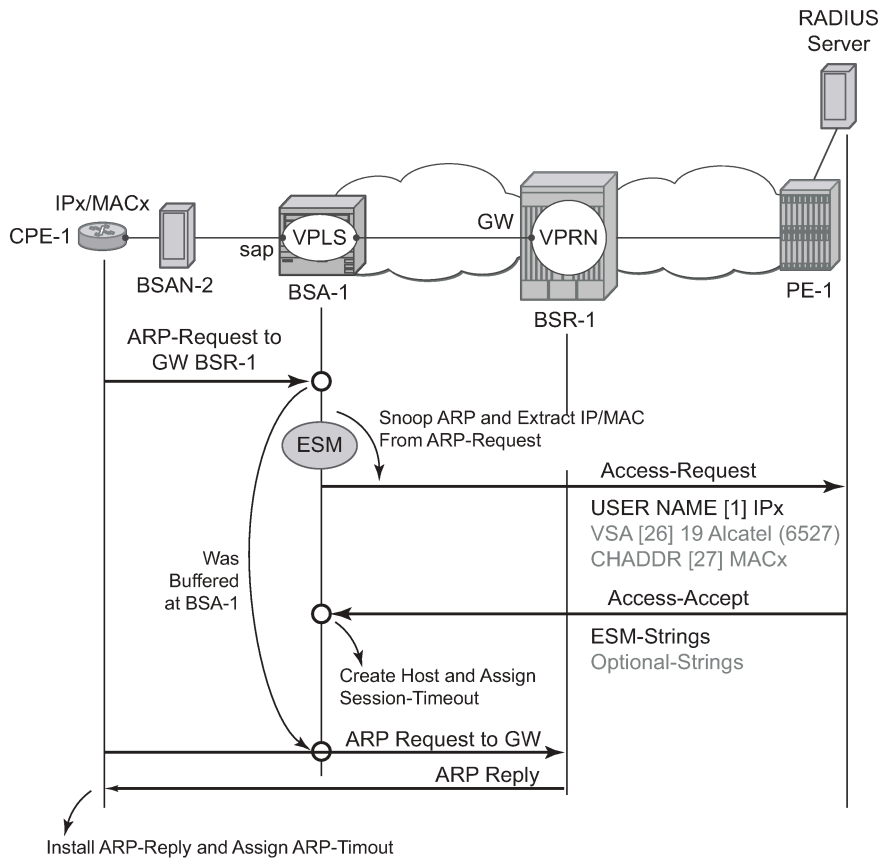 RADIUS
Server
IPx/MACx
CPE-1
BSAN-2
sap
VPLS
BSA-1
GW
VPRN
BSR-1
PE-1
ARP-Request to
GW BSR-1
Snoop ARP and Extract IP/MAC
From ARP-Request
ESM
Access-Request
USER NAME [1] IPx
VSA [26] 19 Alcatel (6527)
CHADDR [27] MACx
Was
Buffered
at BSA-1
Access-Accept
ESM-Strings
Optional-Strings
Create Host and Assign
Session-Timeout
ARP Request to GW
ARP Reply
Install ARP-Reply and Assign ARP-Timout